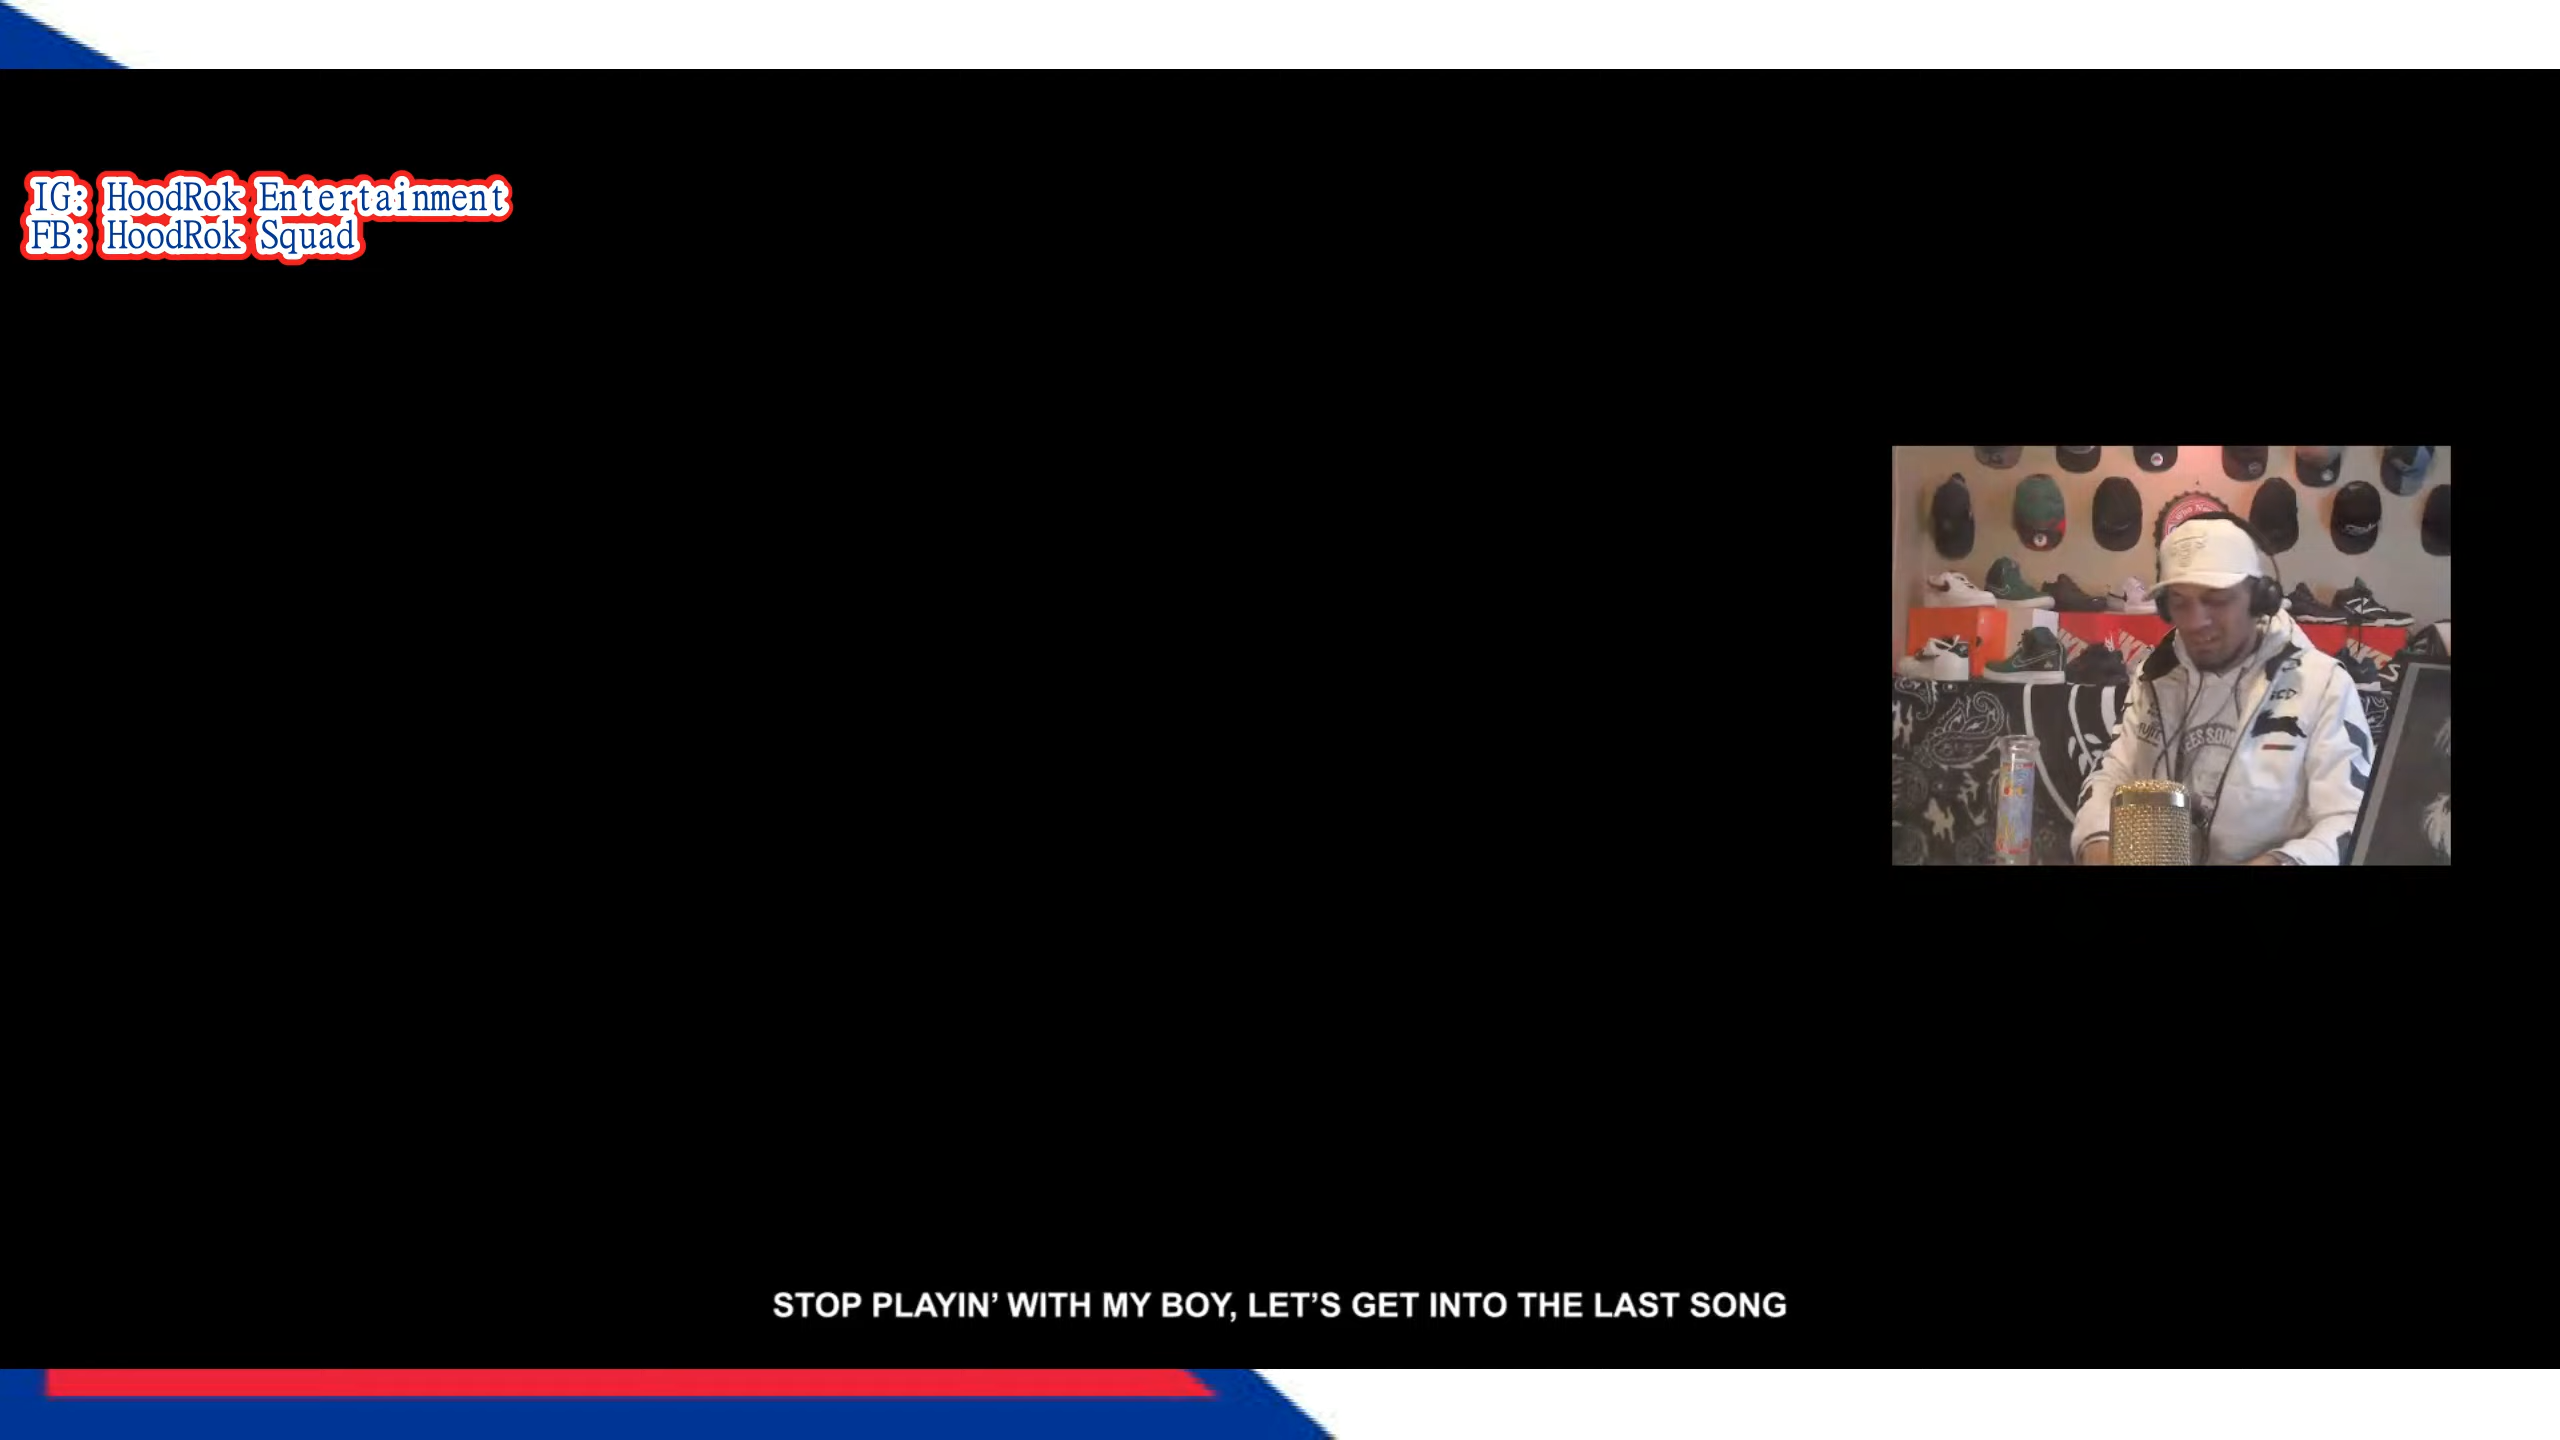 IG: HoodRok Entertainment
FB: HoodRok Squad
STOP PLAYIN’ WITH MY BOY, LET’S GET INTO THE LAST SONG